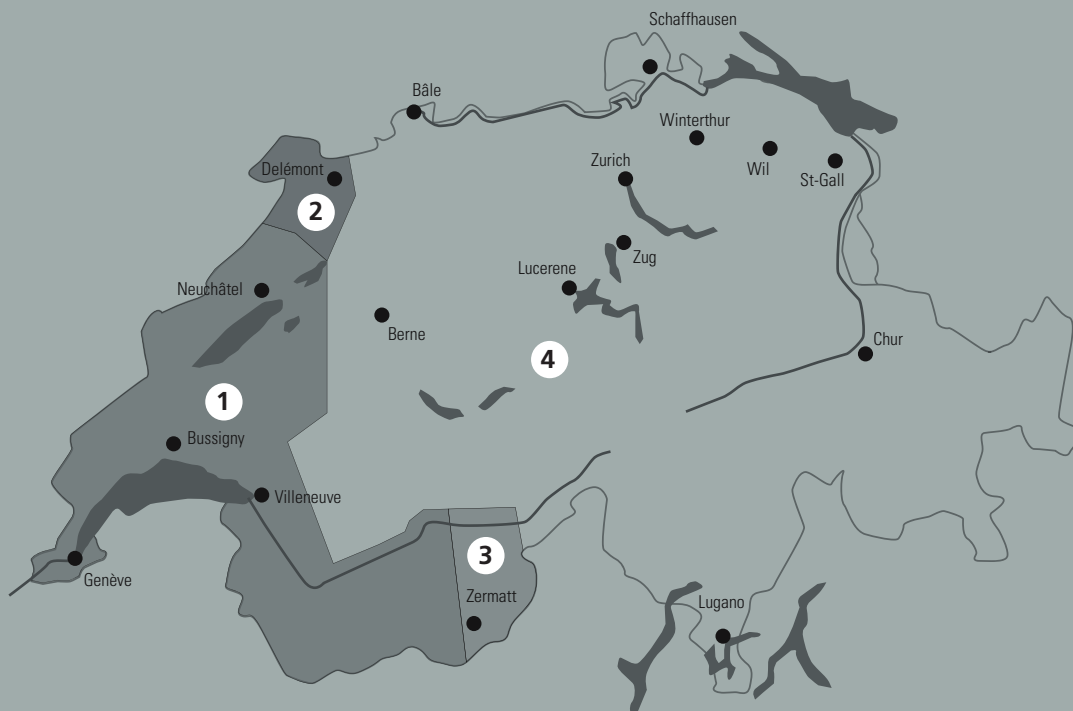 Schaffhausen
Bâle
Winterthur
Wil
St-Gall
Zurich
Delémont
2
Zug
Lucerene
Neuchâtel
Berne
Chur
4
1
Bussigny
Villeneuve
3
Genève
Zermatt
Lugano